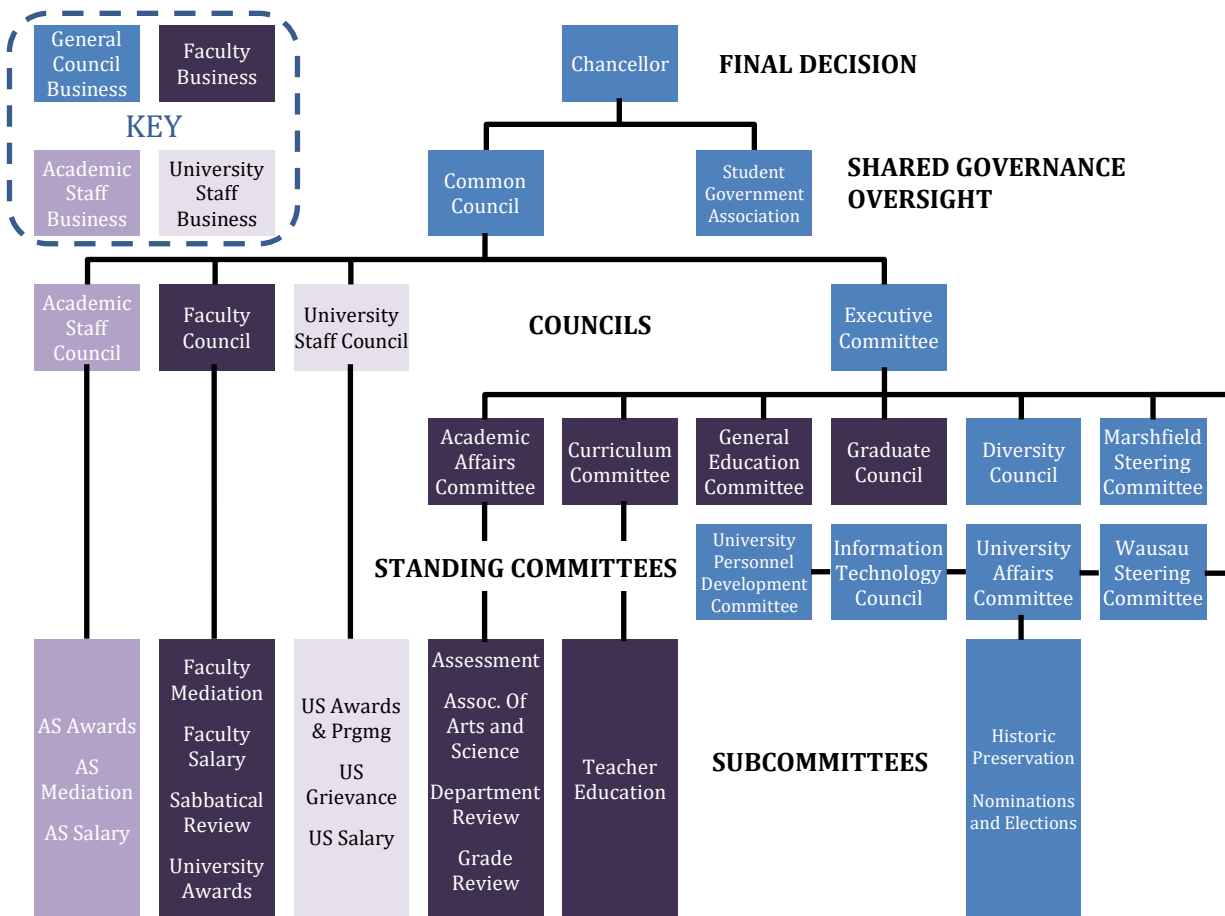 General
Council
Business
Faculty
Business
KEY
Academic
Staff
Business
University
Staff
Business
Chancellor
FINAL DECISION
Common
Council
Student
Government
Association
SHARED GOVERNANCE
OVERSIGHT
Academic
Staff
Council
Faculty
Council
University
Staff Council
COUNCILS
Executive
Committee
Academic
Affairs
Committee
Curriculum
Committee
General
Education
Committee
Graduate
Council
Diversity
Council
Marshfield
Steering
Committee
STANDING COMMITTEES
University
Personnel
Development
Committee
Information
Technology
Council
University
Affairs
Committee
Wausau
Steering
Committee
AS Awards
AS
Mediation
AS Salary
Faculty
Mediation
Faculty
Salary
Sabbatical
Review
University
Awards
US Awards
& Prgmg
US
Grievance
US Salary
Assessment
Assoc. Of
Arts and
Science
Department
Review
Grade
Review
Teacher
Education
SUBCOMMITTEES
Historic
Preservation
Nominations
and Elections